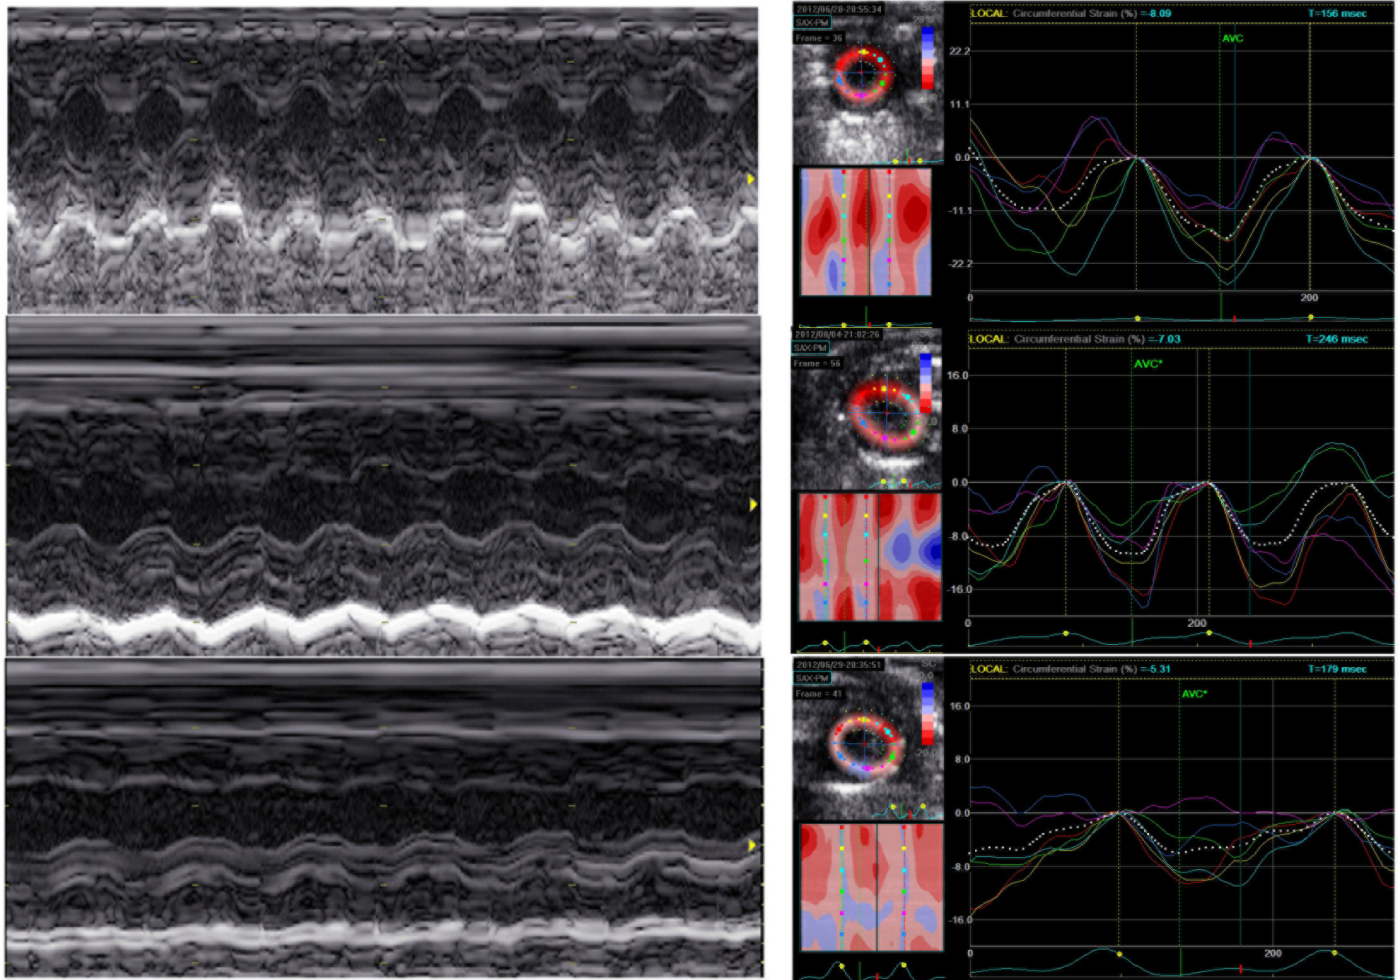 2012/06/28-20:55:34
SAX-PM
Frame = 36
LOCAL: Circumferential Strain (%) =-8.09 T=156 msec
AVC
22.2
11.1
0.0
-11.1
-22.2
0 200
SAX-PM
Frame = 56
LOCAL: Circumferential Strain (%) =-7.03 T=246 msec
AVC*
16.0
8.0
0.0
-8.0
-16.0
0 200
2012/06/29-20:35:51
SAX-PM
Frame = 41
-20.0
LOCAL: Circumferential Strain (%) =-5.31 T=179 msec
AVC*
16.0
8.0
0.0
-8.0
-16.0
0 200